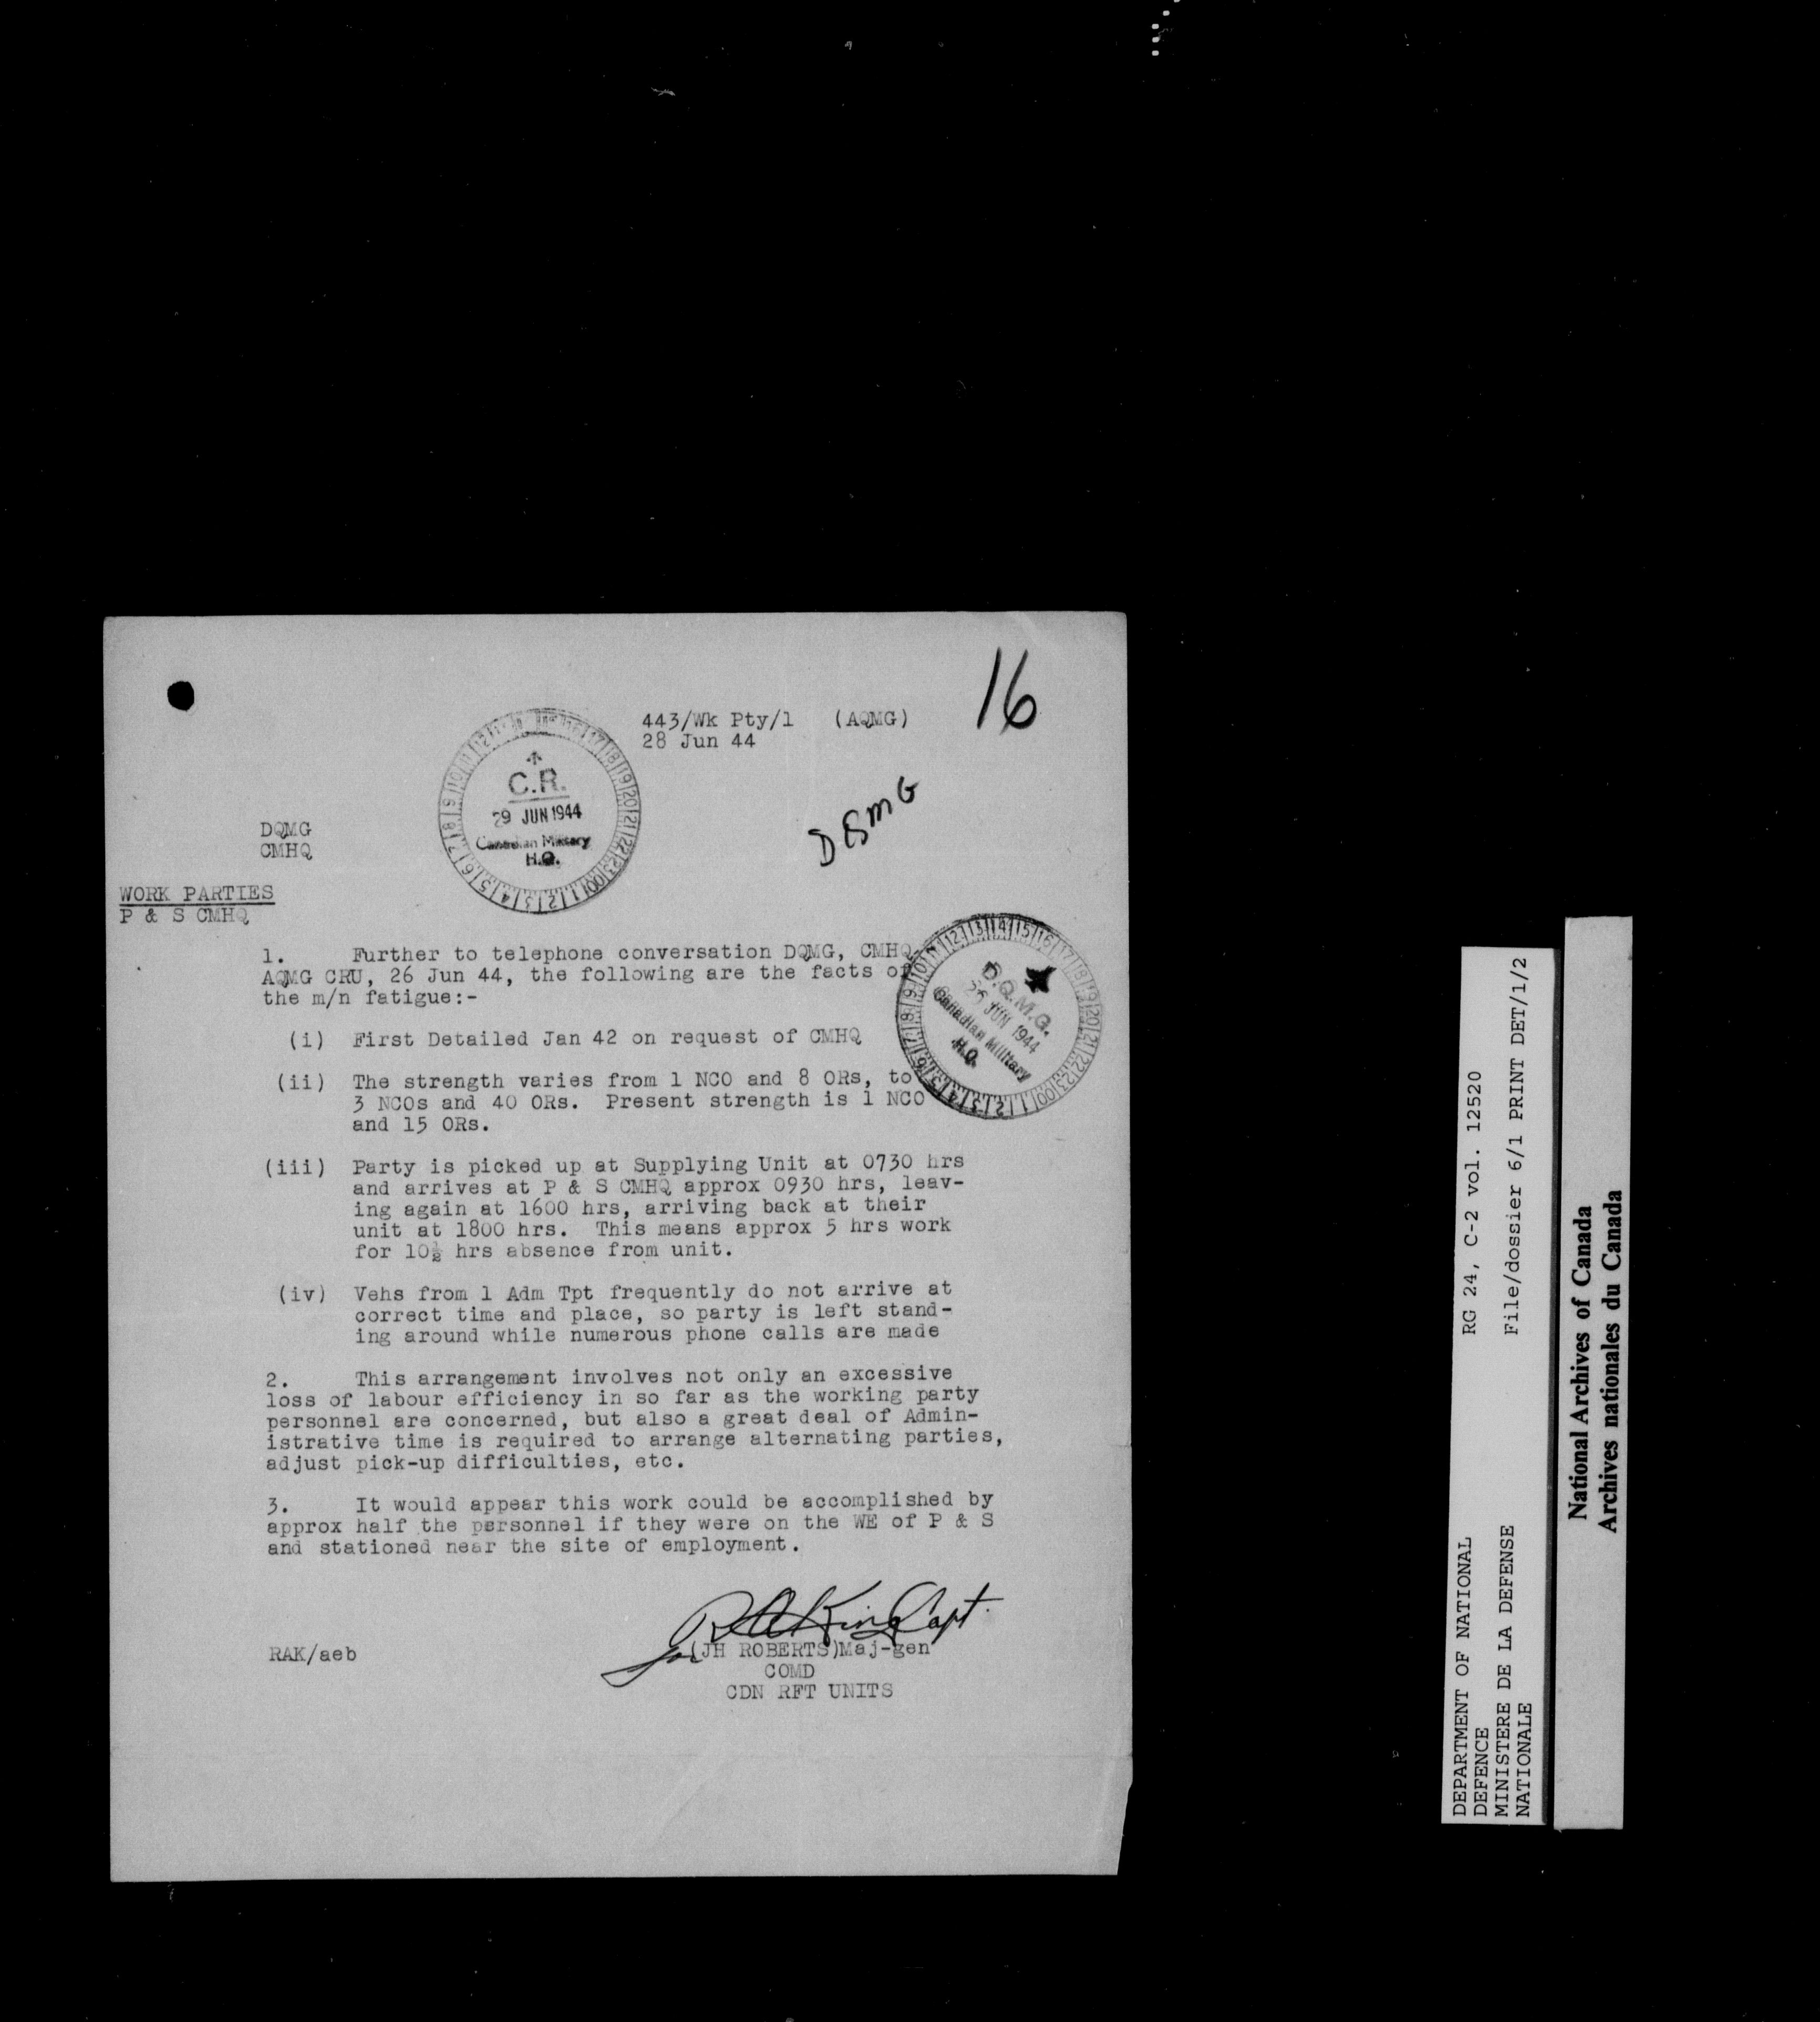 16
443/Wk Pty/1 (AQMG)
28 Jun 44
C.R.
29 JUN 1944
Canadian Military
H.Q.
DQMG
CMHQ
WORK PARTIES
P & S CMHQ
1. Further to telephone conversation DQMG, CMHQ
AQMG CRU, 26 Jun 44, the following are the facts of
the m/n fatigue:-
D.Q.M.G.
JUN 1944
Canadian Military
H.Q.
(i) First Detailed Jan 42 on request of CMHQ
(ii) The strength varies from 1 NCO and 8 ORs, to
3 NCOs and 40 ORs. Present strength is 1 NCO
and 15 ORs.
(iii) Party is picked up at Supplying Unit at 0730 hrs
and arrives at P & S CMHQ approx 0930 hrs, leav-
ing again at 1600 hrs, arriving back at their
unit at 1800 hrs. This means approx 5 hrs work
for 10½ hrs absence from unit.
(iv) Vehs from 1 Adm Tpt frequently do not arrive at
correct time and place, so party is left stand-
ing around while numerous phone calls are made
2. This arrangement involves not only an excessive
loss of labour efficiency in so far as the working party
personnel are concerned, but also a great deal of Admin-
istrative time is required to arrange alternating parties,
adjust pick-up difficulties, etc.
3. It would appear this work could be accomplished by
approx half the personnel if they were on the WE of P & S
and stationed near the site of employment.
RAKing Capt.
for (JH ROBERTS)Maj-gen
RAK/aeb
COMD
CDN RFT UNITS
DEPARTMENT OF NATIONAL RG 24, C-2 vol. 12520
DEFENCE
MINISTERE DE LA DEFENSE File/dossier 6/1 PRINT DET/1/2
NATIONALE
National Archives of Canada
Archives nationales du Canada